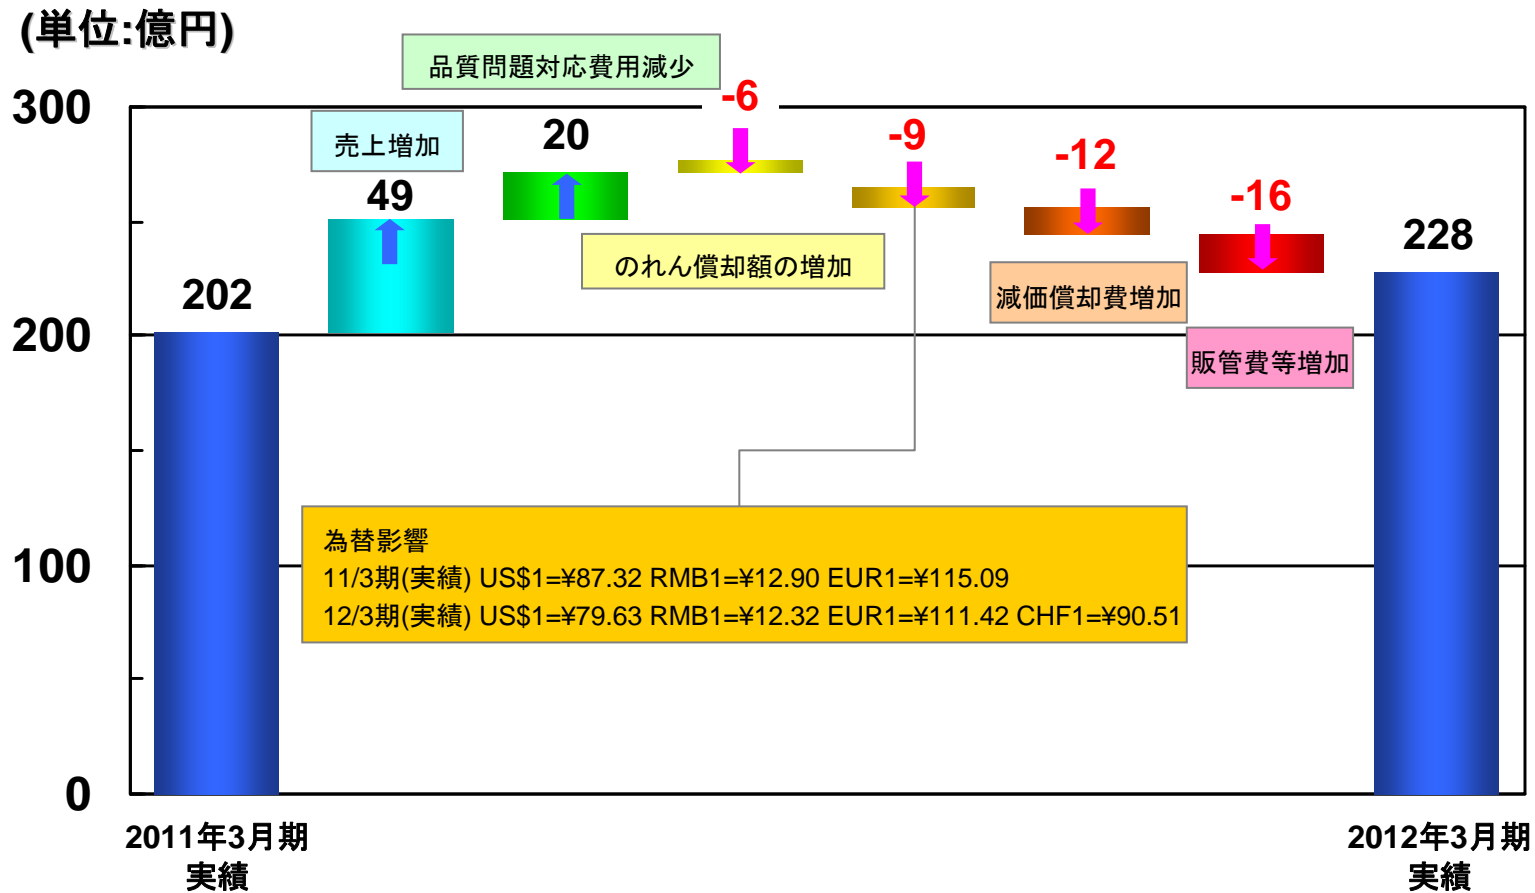 (単位:億円)
品質問題対応費用減少
300
-6
売上増加
20
-9
-12
49
-16
228
のれん償却額の増加
202
減価償却費増加
200
販管費等増加
為替影響
100
11/3期(実績) US$1=¥87.32 RMB1=¥12.90 EUR1=¥115.09
12/3期(実績) US$1=¥79.63 RMB1=¥12.32 EUR1=¥111.42 CHF1=¥90.51
0
2011年3月期
実績
2012年3月期
実績